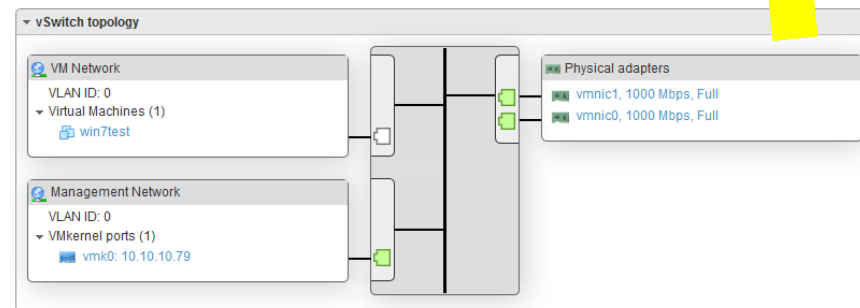 vSwitch topology
VM Network
VLAN ID: 0
Virtual Machines (1)
win7test
Management Network
VLAN ID: 0
VMkernel ports (1)
vmk0: 10.10.10.79
Physical adapters
vmnic1, 1000 Mbps, Full
vmnic0, 1000 Mbps, Full